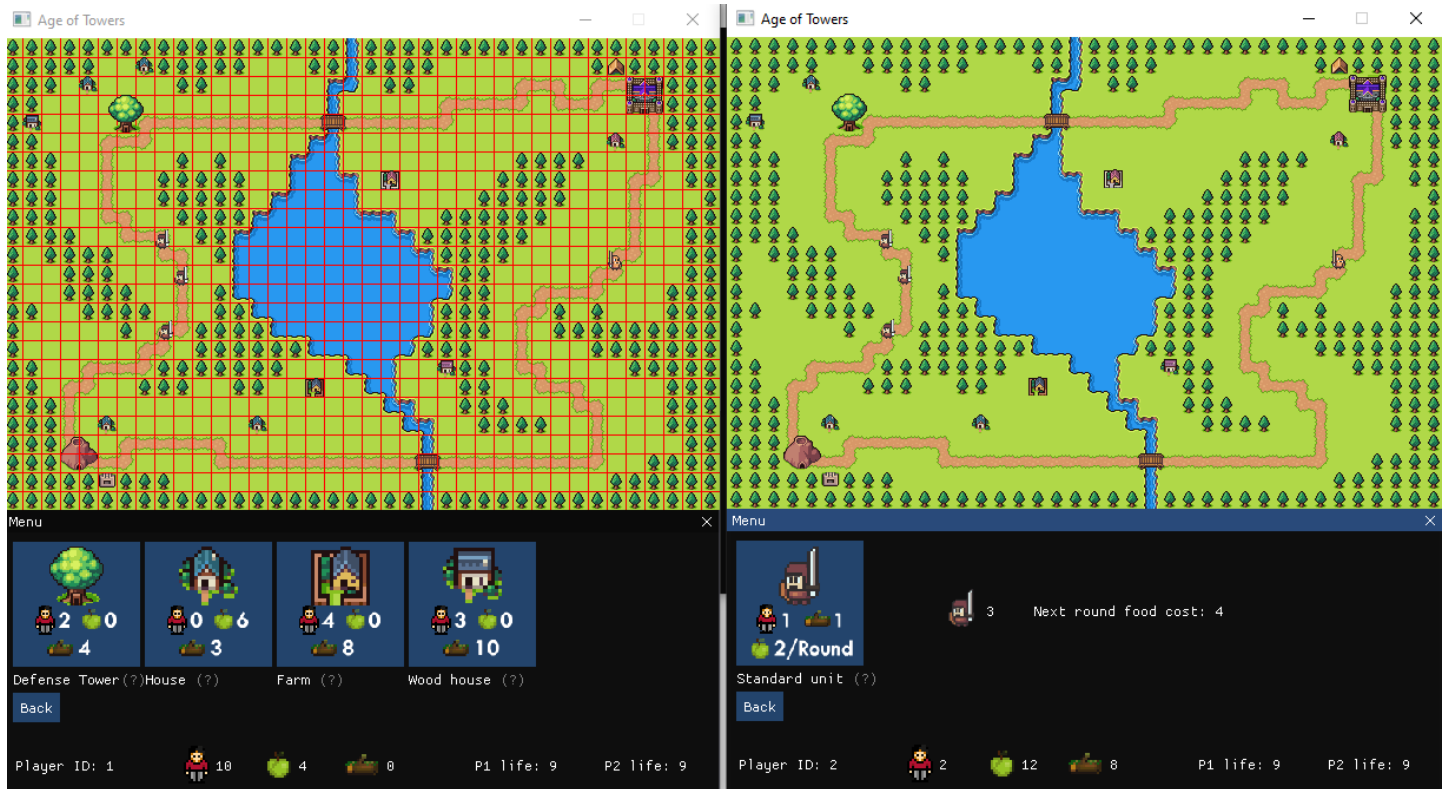 Age of Towers
Menu
2 0
4
0 6
3
4 0
8
3 0
10
Defense Tower (?)
House (?)
Farm (?)
Wood house (?)
Back
Player ID: 1
10
4
0
P1 life: 9
P2 life: 9
Age of Towers
Menu
1 1
2/Round
3
Next round food cost: 4
Standard unit (?)
Back
Player ID: 2
2
12
8
P1 life: 9
P2 life: 9